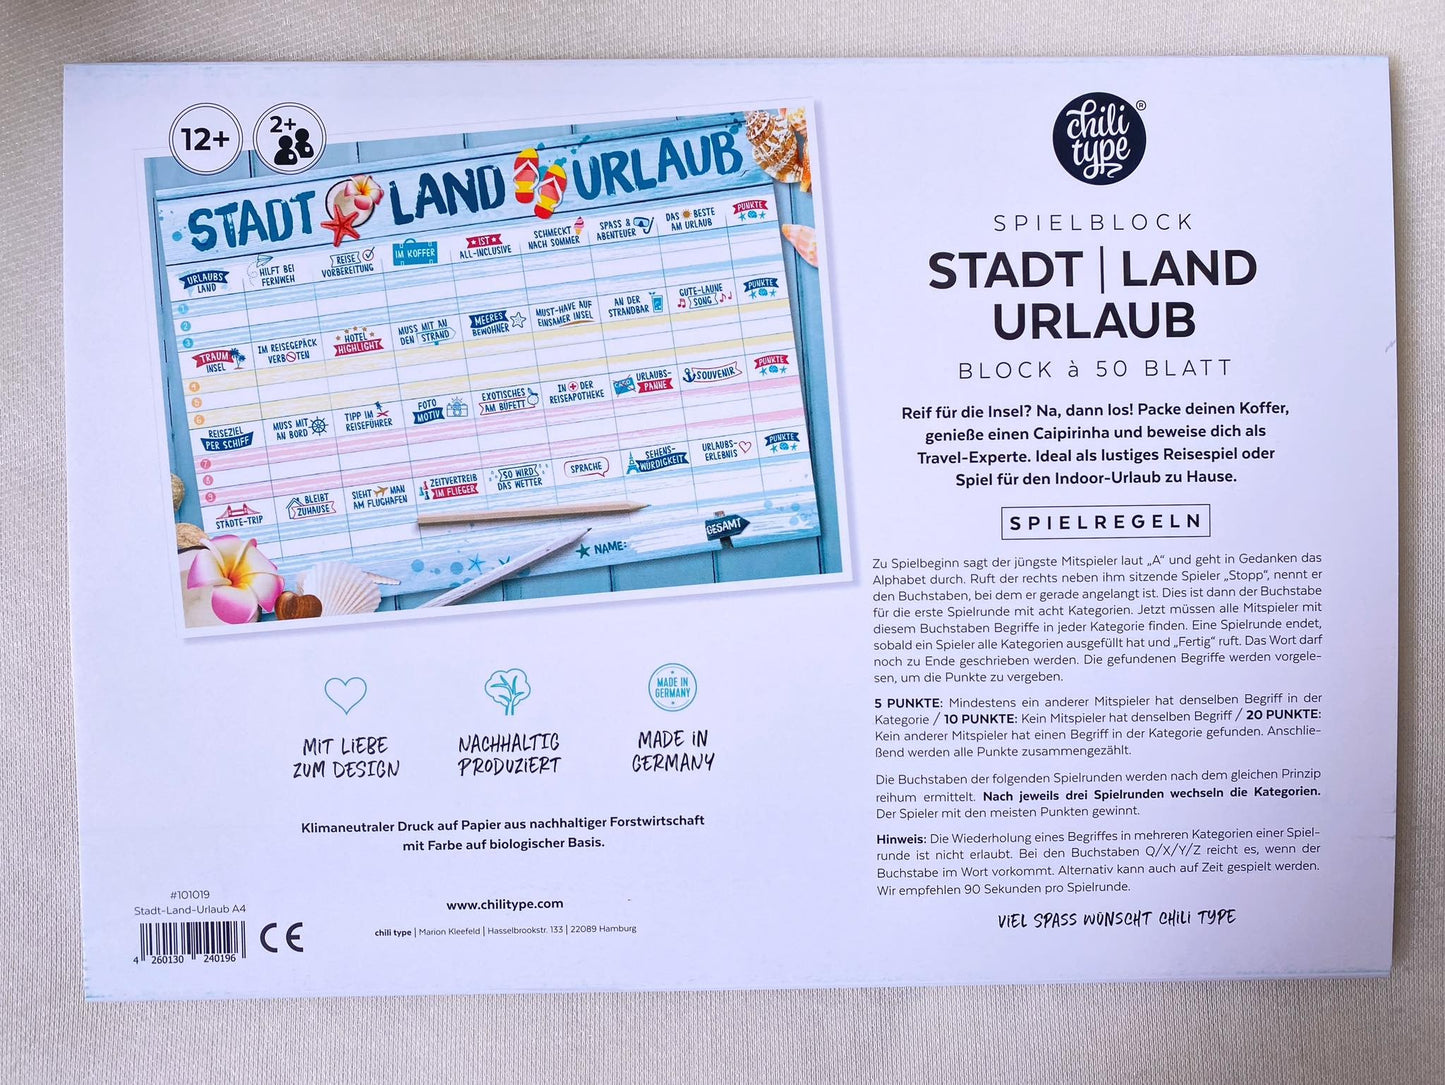 12+
2+
STADT LAND URLAUB
URLAUBS LAND
HILFT BEI FERNWEH
REISE VORBEREITUNG
IM KOFFER
IST ALL-INCLUSIVE
SCHMECKT NACH SOMMER
SPASS & ABENTEUER
DAS BESTE AM URLAUB
PUNKTE
1
2
3
TRAUM INSEL
IM REISEGEPÄCK VERBOTEN
HOTEL HIGHLIGHT
MUSS MIT AN DEN STRAND
MEERES BEWOHNER
MUST-HAVE AUF EINSAMER INSEL
AN DER STRANDBAR
GUTE-LAUNE SONG
PUNKTE
4
5
6
REISEZIEL PER SCHIFF
MUSS MIT AN BORD
TIPP IM REISEFÜHRER
FOTO MOTIV
EXOTISCHES AM BUFETT
IN DER REISEAPOTHEKE
URLAUBS-PANNE
SOUVENIR
PUNKTE
7
8
9
STÄDTE-TRIP
BLEIBT ZUHAUSE
SIEHT MAN AM FLUGHAFEN
ZEITVERTREIB IM FLIEGER
SO WIRD DAS WETTER
SPRACHE
SEHENS-WÜRDIGKEIT
URLAUBS-ERLEBNIS
PUNKTE
NAME:
GESAMT
MIT LIEBE
ZUM DESIGN
NACHHALTIG
PRODUZIERT
MADE IN
GERMANY
MADE IN
GERMANY
Klimaneutraler Druck auf Papier aus nachhaltiger Forstwirtschaft
mit Farbe auf biologischer Basis.
#101019
Stadt-Land-Urlaub A4
4 260130 240196
CE
www.chilitype.com
chili type | Marion Kleefeld | Hasselbrookstr. 133 | 22089 Hamburg
chili
type
®
SPIELBLOCK
STADT | LAND
URLAUB
BLOCK à 50 BLATT
Reif für die Insel? Na, dann los! Packe deinen Koffer,
genieße einen Caipirinha und beweise dich als
Travel-Experte. Ideal als lustiges Reisespiel oder
Spiel für den Indoor-Urlaub zu Hause.
SPIELREGELN
Zu Spielbeginn sagt der jüngste Mitspieler laut „A“ und geht in Gedanken das
Alphabet durch. Ruft der rechts neben ihm sitzende Spieler „Stopp“, nennt er
den Buchstaben, bei dem er gerade angelangt ist. Dies ist dann der Buchstabe
für die erste Spielrunde mit acht Kategorien. Jetzt müssen alle Mitspieler mit
diesem Buchstaben Begriffe in jeder Kategorie finden. Eine Spielrunde endet,
sobald ein Spieler alle Kategorien ausgefüllt hat und „Fertig“ ruft. Das Wort darf
noch zu Ende geschrieben werden. Die gefundenen Begriffe werden vorgele-
sen, um die Punkte zu vergeben.
5 PUNKTE: Mindestens ein anderer Mitspieler hat denselben Begriff in der
Kategorie / 10 PUNKTE: Kein Mitspieler hat denselben Begriff / 20 PUNKTE:
Kein anderer Mitspieler hat einen Begriff in der Kategorie gefunden. Anschlie-
ßend werden alle Punkte zusammengezählt.
Die Buchstaben der folgenden Spielrunden werden nach dem gleichen Prinzip
reihum ermittelt. Nach jeweils drei Spielrunden wechseln die Kategorien.
Der Spieler mit den meisten Punkten gewinnt.
Hinweis: Die Wiederholung eines Begriffes in mehreren Kategorien einer Spiel-
runde ist nicht erlaubt. Bei den Buchstaben Q/X/Y/Z reicht es, wenn der
Buchstabe im Wort vorkommt. Alternativ kann auch auf Zeit gespielt werden.
Wir empfehlen 90 Sekunden pro Spielrunde.
VIEL SPASS WÜNSCHT CHILI TYPE